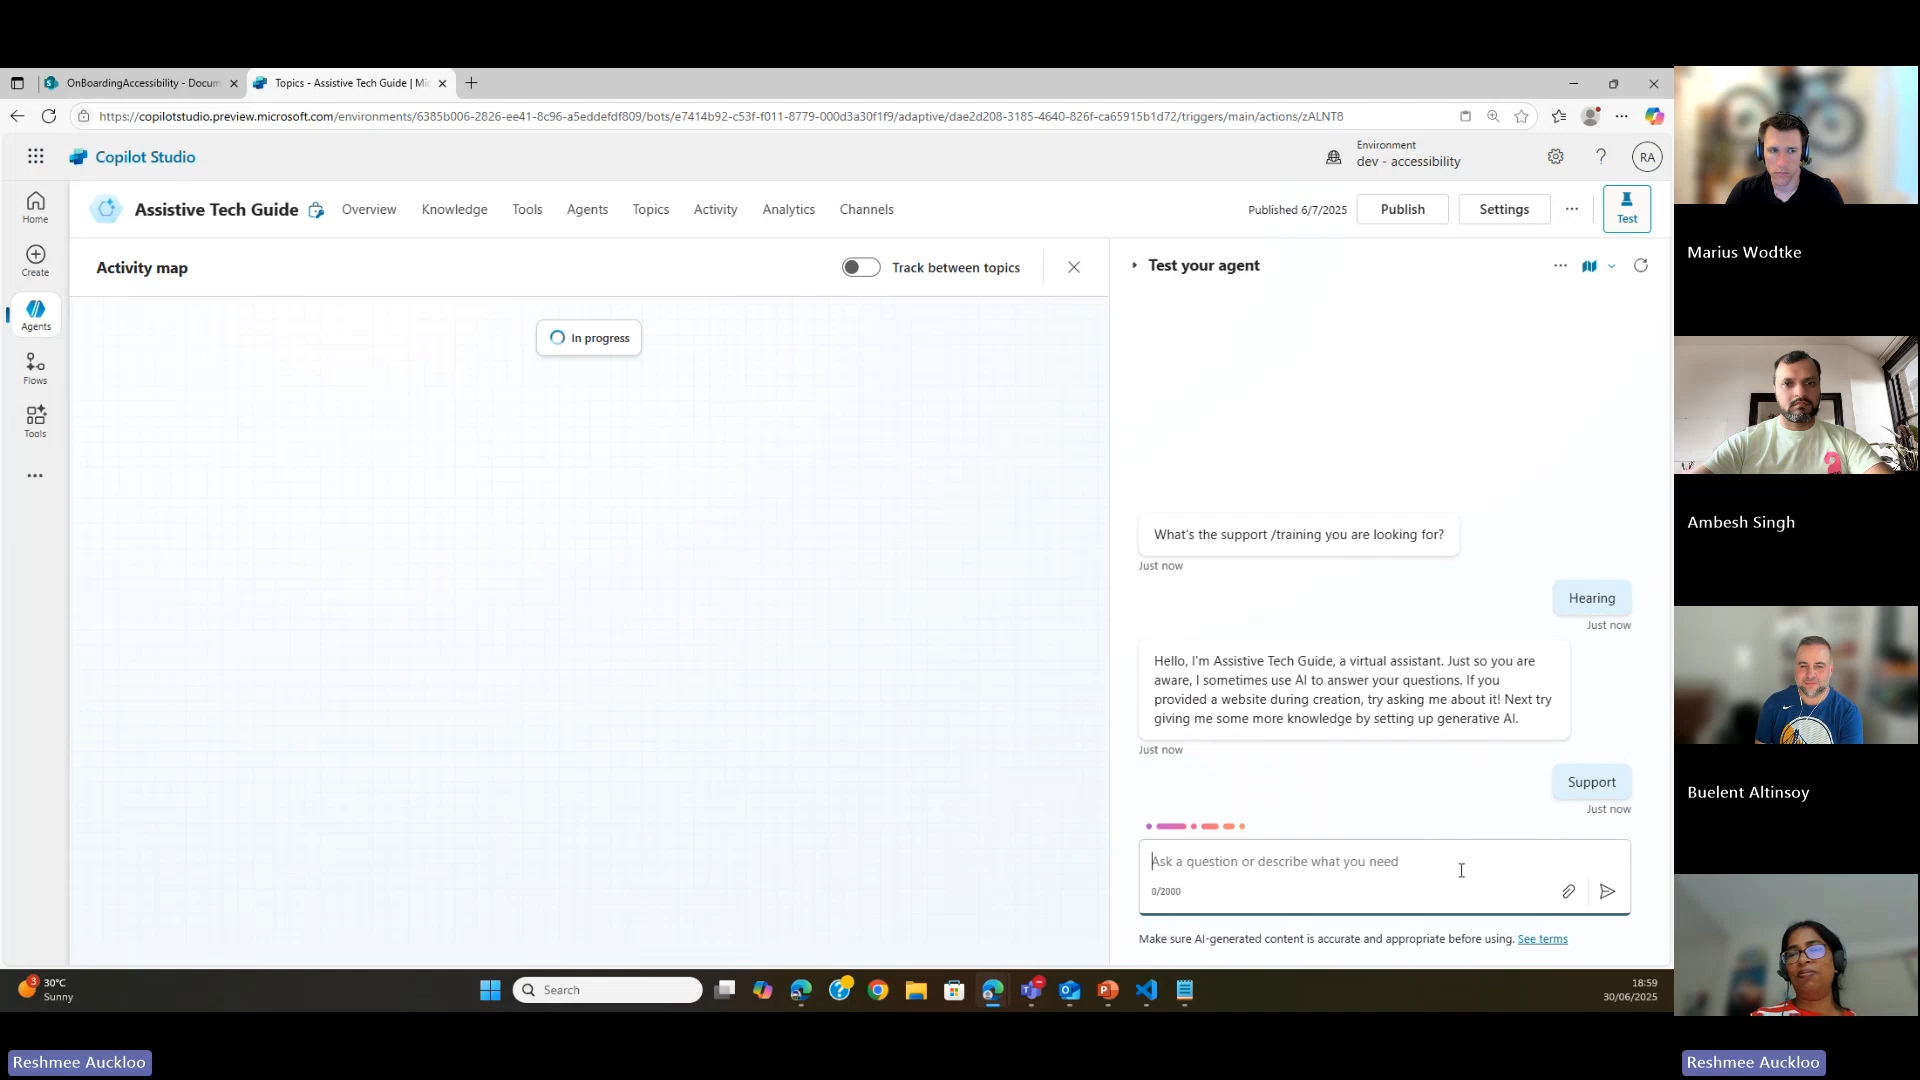 OnBoardingAccessibility - Docum
Topics - Assistive Tech Guide | Mic
https://copilotstudio.preview.microsoft.com/environments/6385b006-2826-ee41-8c96-a5eddefdf809/bots/e7414b92-c53f-f011-8779-000d3a30f1f9/adaptive/dae2d208-3185-4640-826f-ca65915b1d72/triggers/main/actions/zALNT8
Copilot Studio
Environment
dev - accessibility
RA
Home
Create
Agents
Flows
Tools
Assistive Tech Guide
Overview
Knowledge
Tools
Agents
Topics
Activity
Analytics
Channels
Published 6/7/2025
Publish
Settings
Test
Activity map
Track between topics
In progress
Test your agent
What's the support /training you are looking for?
Just now
Hearing
Just now
Hello, I'm Assistive Tech Guide, a virtual assistant. Just so you are
aware, I sometimes use AI to answer your questions. If you
provided a website during creation, try asking me about it! Next try
giving me some more knowledge by setting up generative AI.
Just now
Support
Just now
Ask a question or describe what you need
0/2000
Make sure AI-generated content is accurate and appropriate before using. See terms
3
30°C
Sunny
Search
18:59
30/06/2025
Marius Wodtke
Ambesh Singh
Buelent Altinsoy
Reshmee Auckloo
Reshmee Auckloo